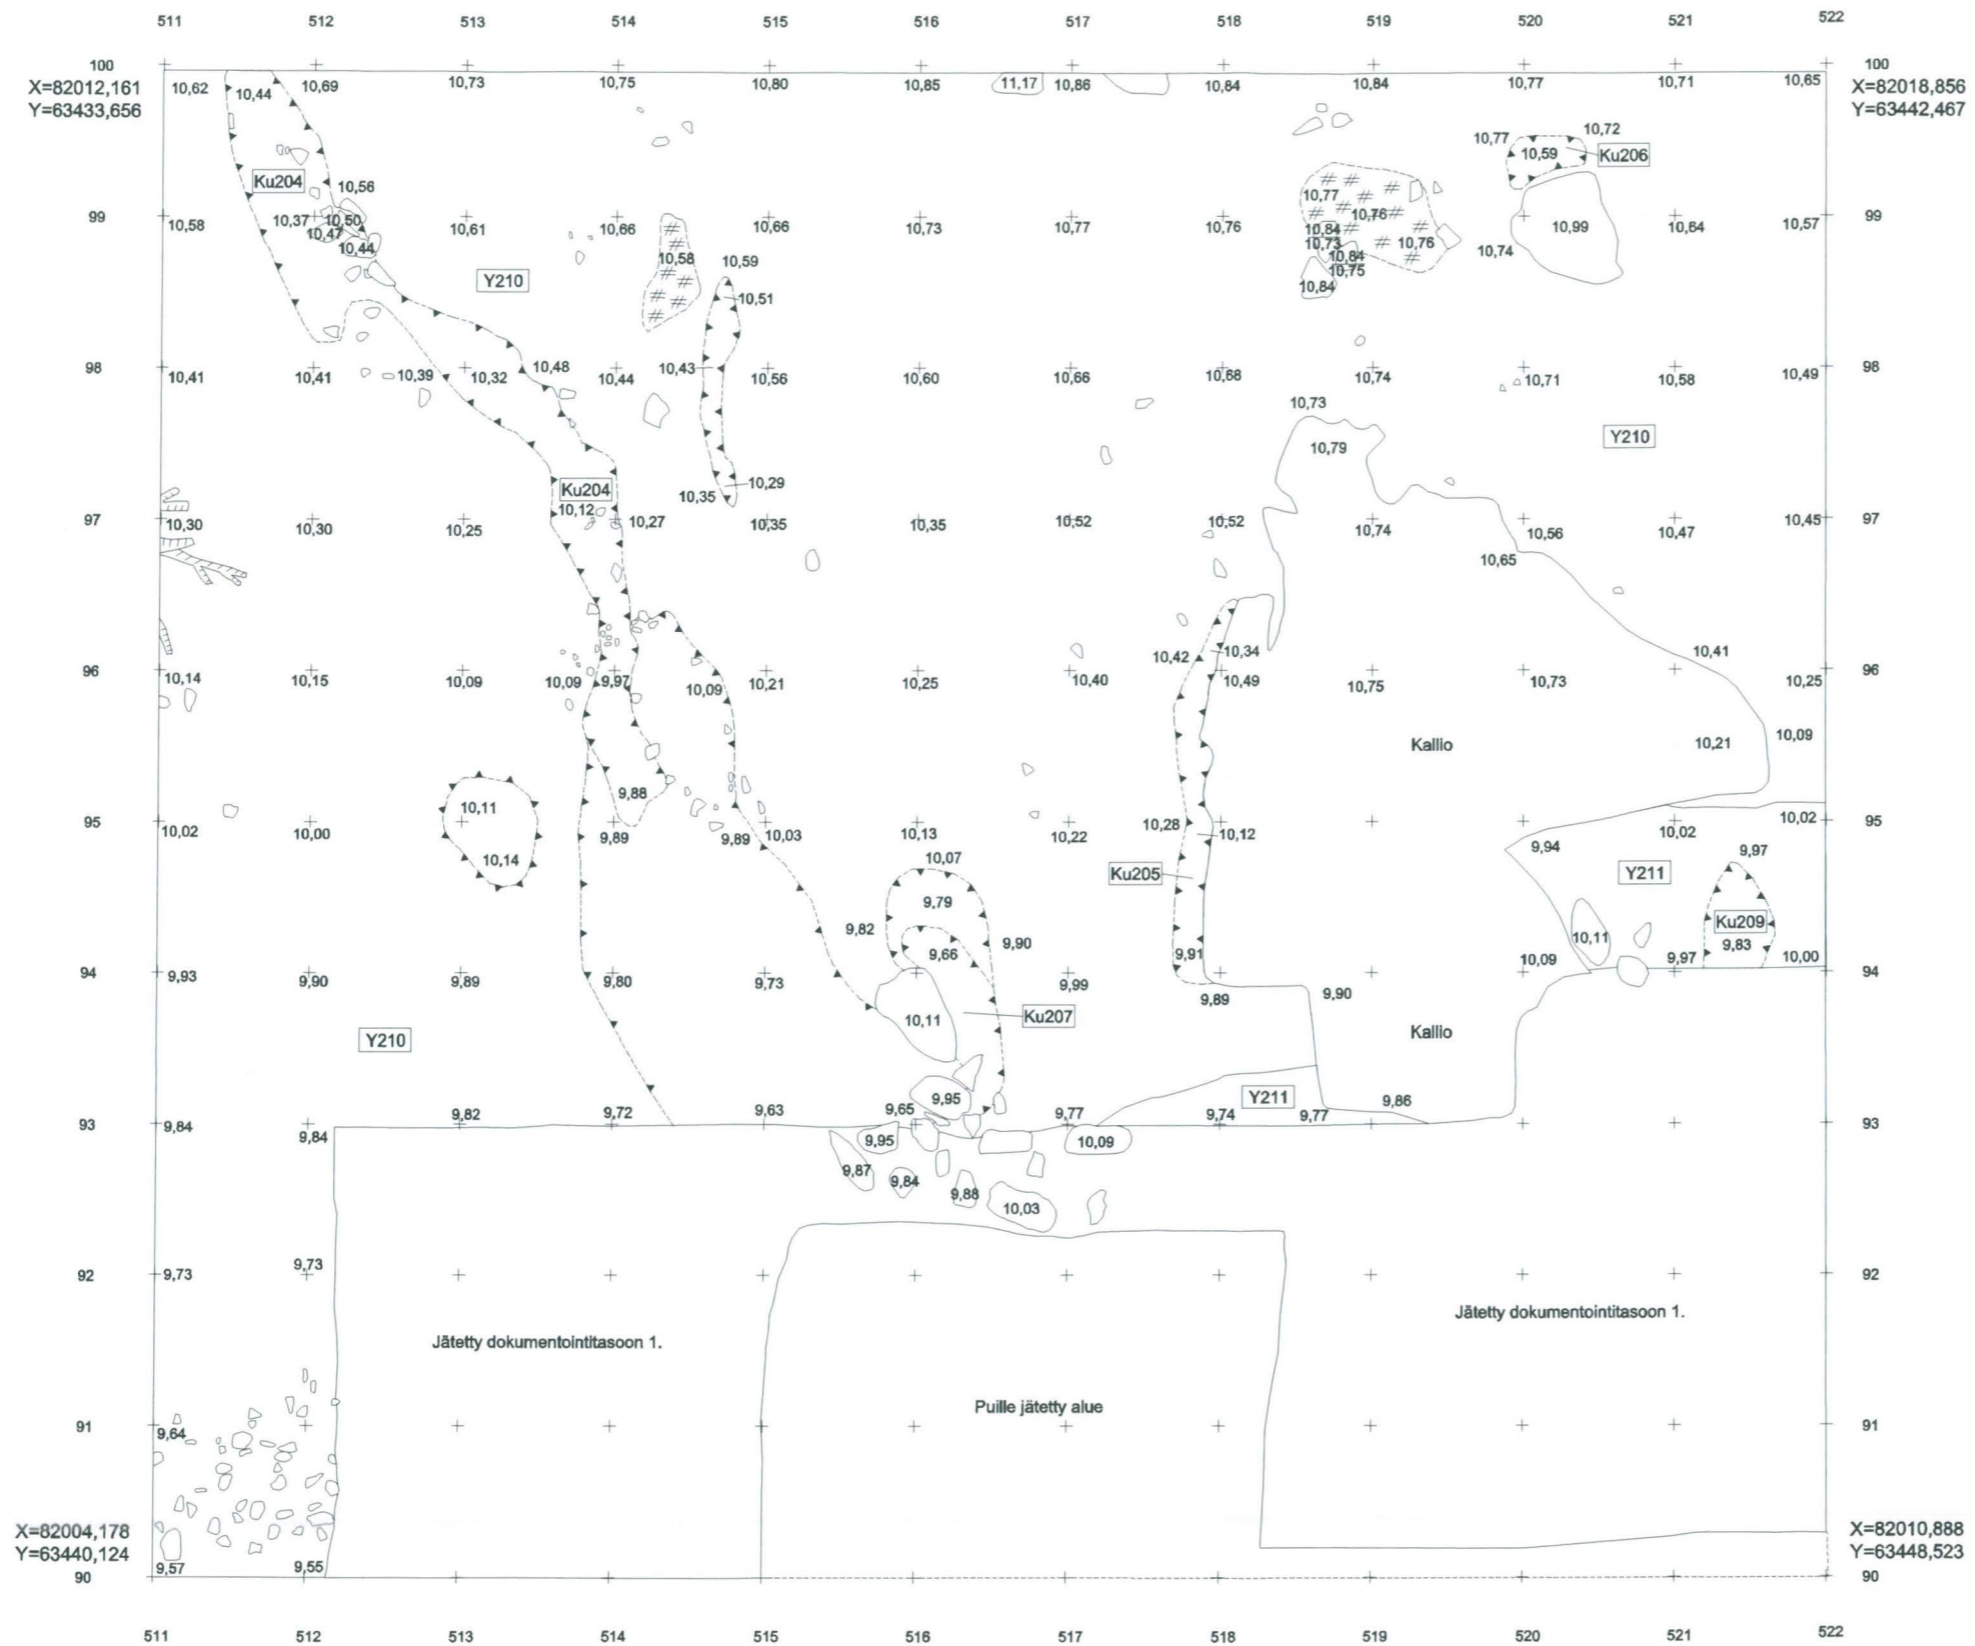 511 512 513 514 515 516 517 518 519 520 521 522
100 100
X=82012,161
Y=63433,656
X=82018,856
Y=63442,467
10,62 10,44 10,69 10,73 10,75 10,80 10,85 11,17 10,86 10,84 10,84 10,77 10,71 10,65
10,77 10,72
10,59 Ku206
Ku204
10,56 10,77
99 10,58 10,37 10,50 10,61 10,66 10,66 10,73 10,77 10,76 10,76 10,99 10,64 10,57 99
10,47 10,84
10,44 10,73 10,76 10,74
10,58 10,59 10,84
10,75
Y210 10,51 10,84
98 10,41 10,41 10,39 10,32 10,48 10,44 10,43 10,56 10,60 10,66 10,68 10,74 10,71 10,58 10,49 98
10,73
10,79 Y210
Ku204 10,35 10,29
10,12
97 10,30 10,30 10,25 10,27 10,35 10,35 10,52 10,52 10,74 10,56 10,47 10,45 97
10,65
10,42 10,34 10,41
96 10,14 10,15 10,09 10,09 9,97 10,09 10,21 10,25 10,40 10,49 10,75 10,73 10,25 96
Kallio 10,21 10,09
10,11 9,88
95 10,02 10,00 9,89 9,89 10,03 10,13 10,22 10,28 10,12 10,02 10,02 95
10,14 10,07 9,94 9,97
Ku205 Y211
9,79
9,82 9,90 10,11 Ku209
9,66 9,91 9,83
94 9,93 9,90 9,89 9,80 9,73 9,99 10,09 9,97 10,00 94
9,89 9,90
10,11 Ku207
Y210 Kallio
9,95 Y211 9,86
93 9,84 9,84 9,82 9,72 9,63 9,65 9,77 9,74 9,77 93
9,95 10,09
9,87 9,84 9,88
10,03
92 9,73 9,73 92
Jätetty dokumentointitasoon 1.
Jätetty dokumentointitasoon 1.
Puille jätetty alue
91 9,64 91
X=82004,178
Y=63440,124
X=82010,888
Y=63448,523
9,57 9,55
90 90
511 512 513 514 515 516 517 518 519 520 521 522